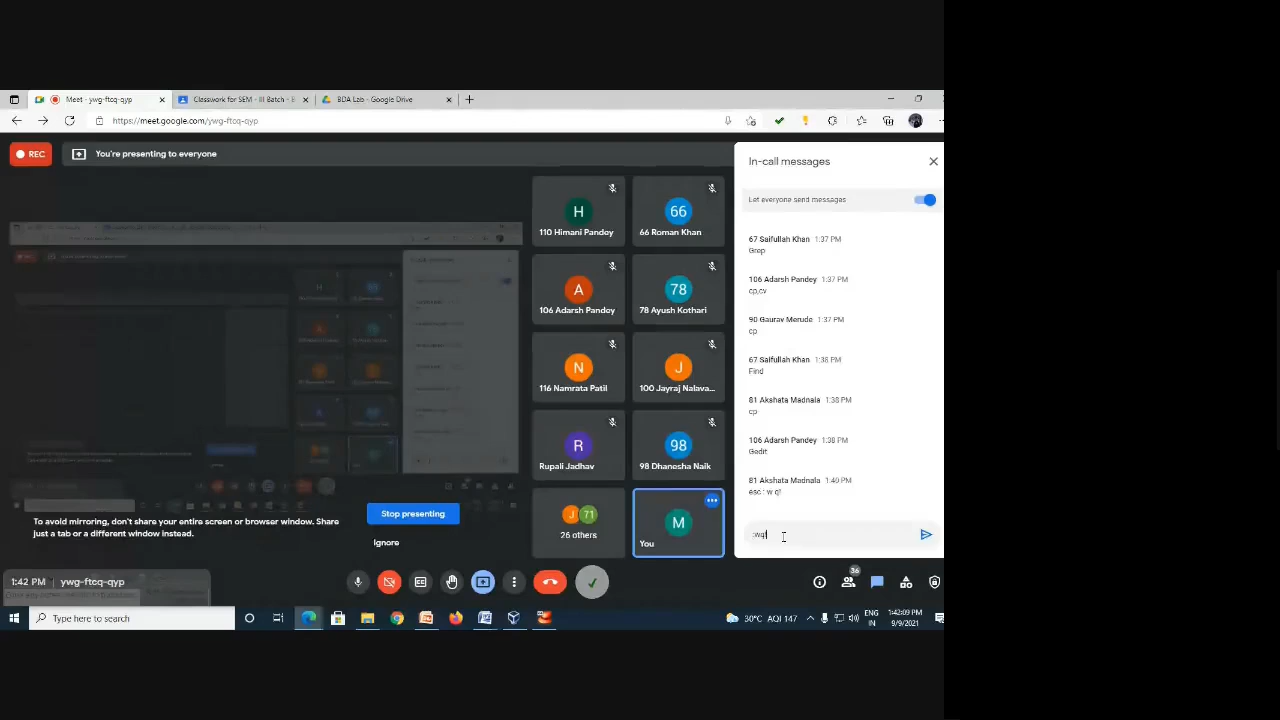 Meet - ywg-ftcq-qyp
Classwork for SEM - III Batch - E
BDA Lab - Google Drive
https://meet.google.com/ywg-ftcq-qyp
REC
You're presenting to everyone
In-call messages
Let everyone send messages
H
110 Himani Pandey
66
66 Roman Khan
67 Saifullah Khan 1:37 PM
Grep
A
106 Adarsh Pandey
78
78 Ayush Kothari
106 Adarsh Pandey 1:37 PM
cp,cv
90 Gaurav Merude 1:37 PM
cp
N
116 Namrata Patil
J
100 Jayraj Nalava...
67 Saifullah Khan 1:38 PM
Find
81 Akshata Madnala 1:38 PM
cp
R
Rupali Jadhav
98
98 Dhanesha Naik
106 Adarsh Pandey 1:38 PM
Gedit
81 Akshata Madnala 1:40 PM
esc : w q!
J 71
26 others
M
You
:wq!
To avoid mirroring, don't share your entire screen or browser window. Share
just a tab or a different window instead.
Stop presenting
Ignore
1:42 PM | ywg-ftcq-qyp
36
Type here to search
30°C AQI 147
ENG
IN
1:42:09 PM
9/9/2021